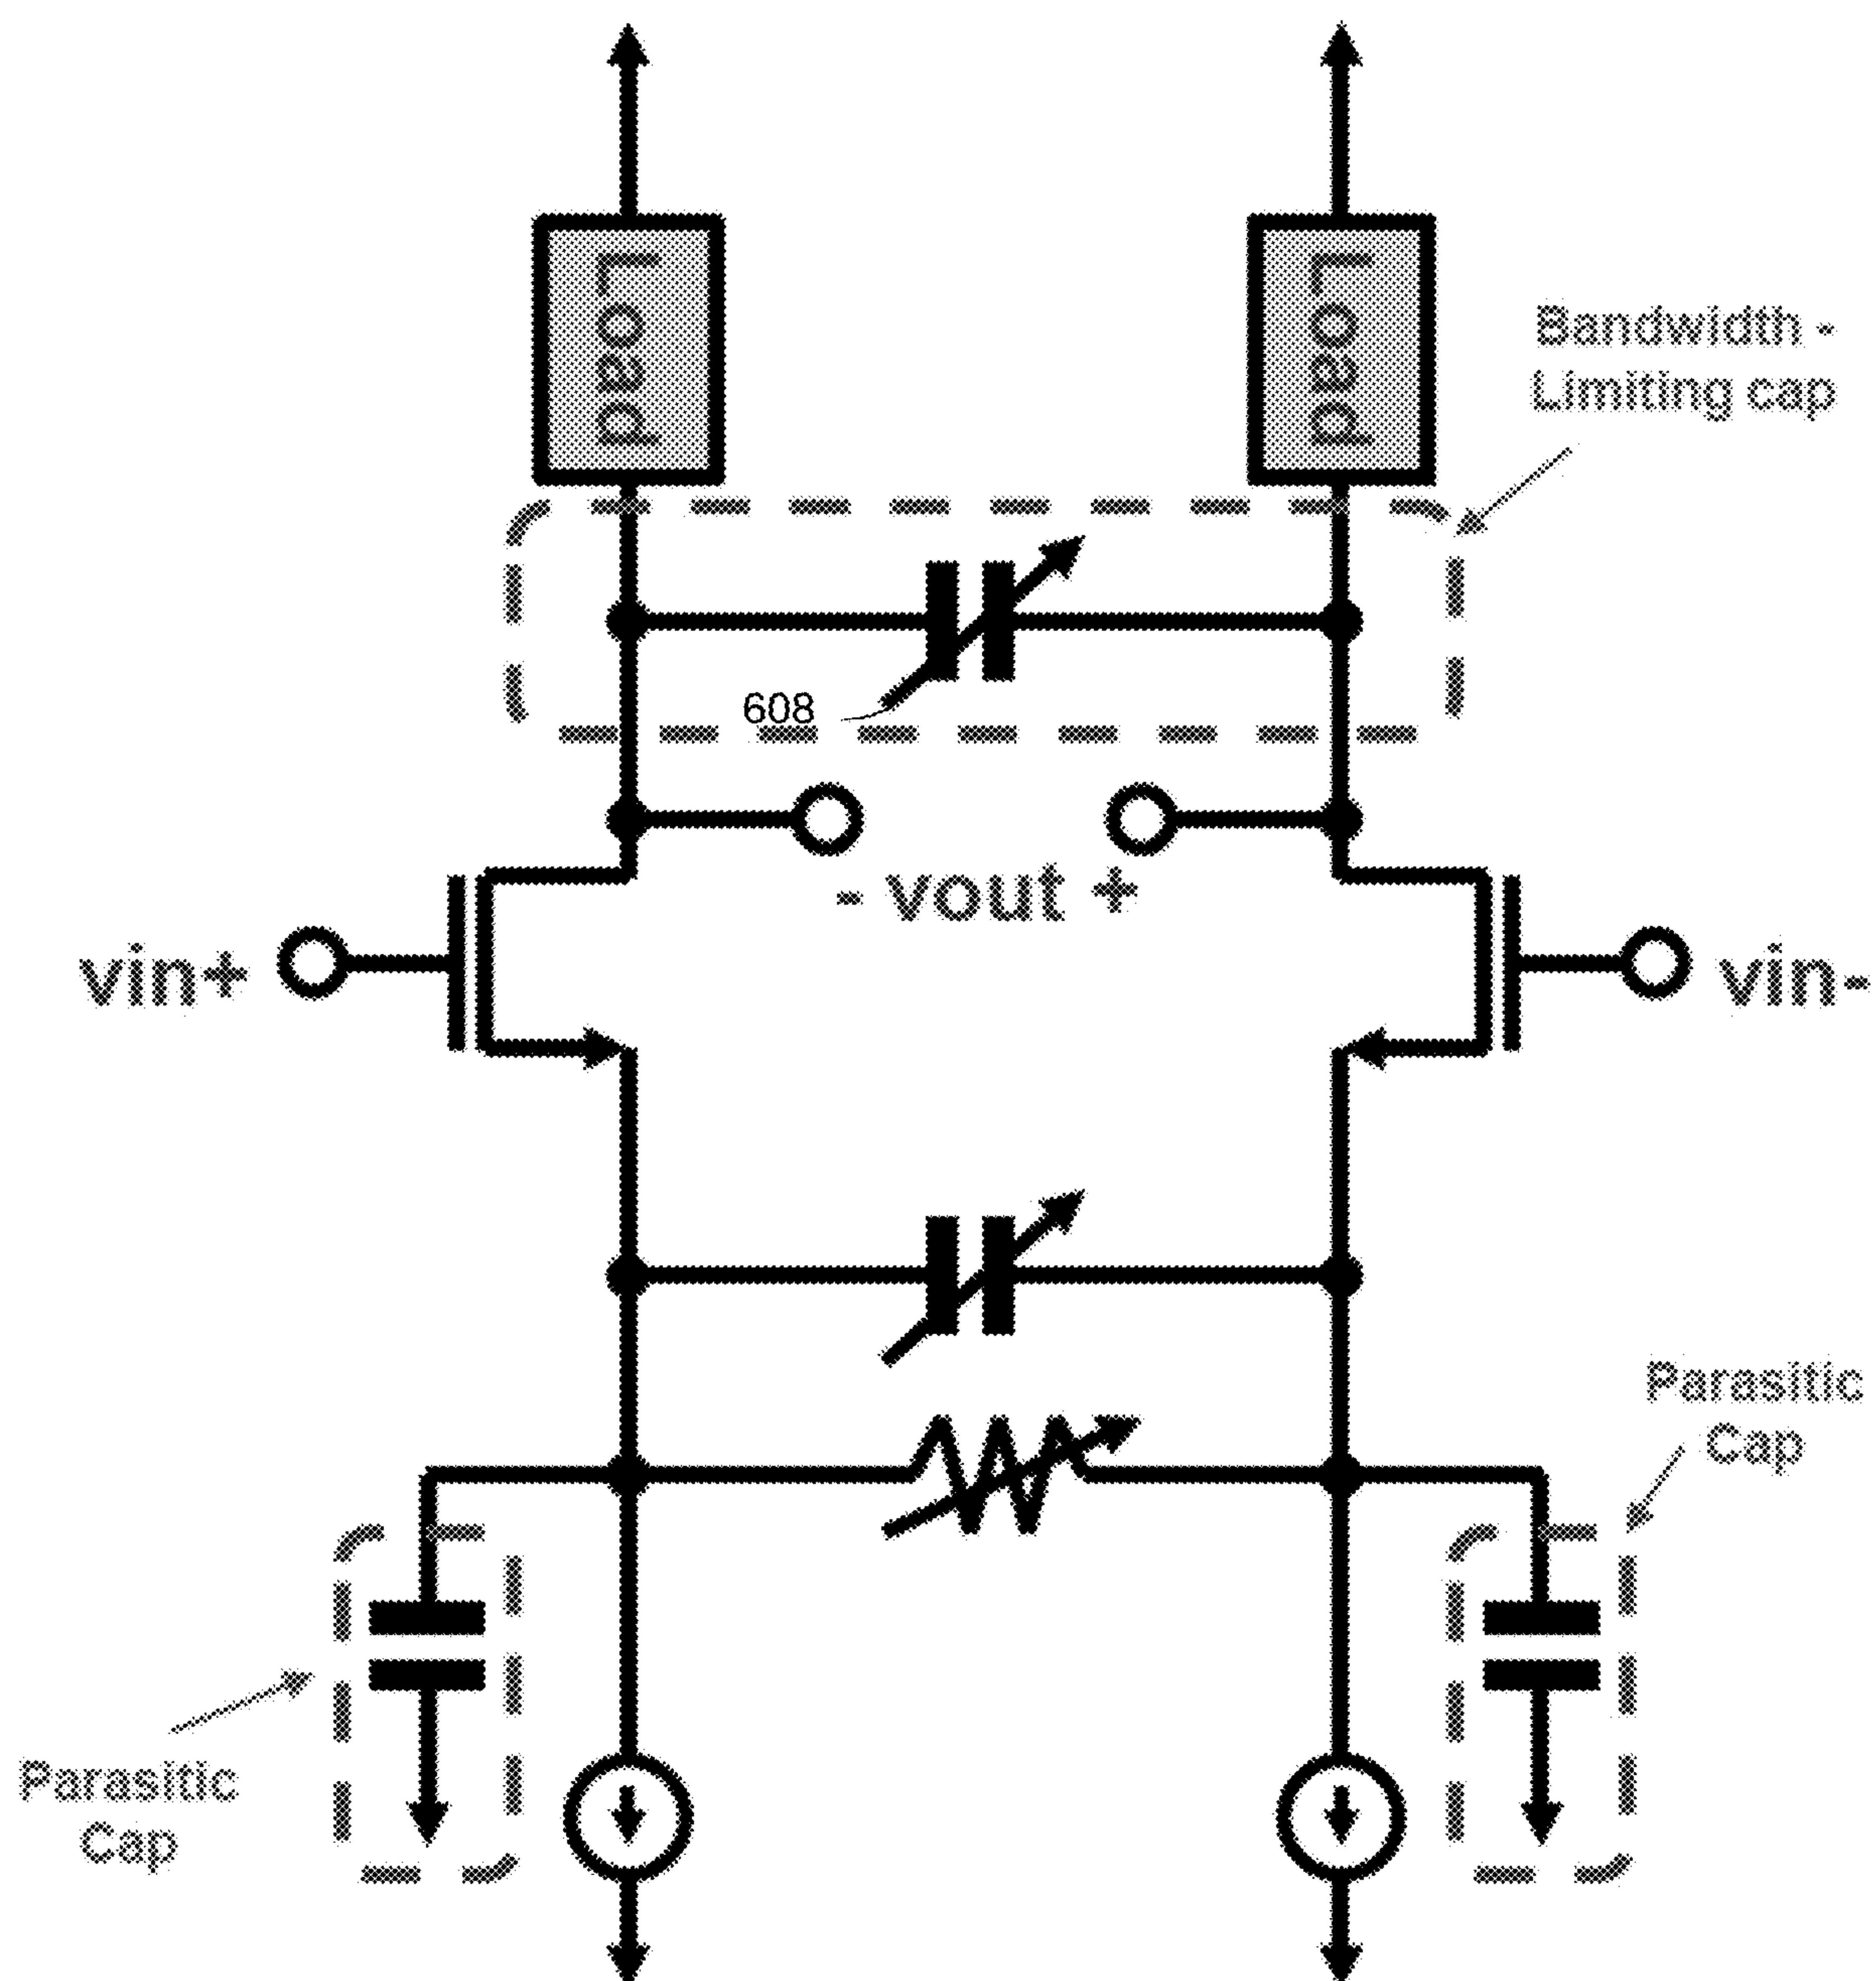 Load
Load
Bandwidth -
Limiting cap
608
- vout +
vin+
vin-
Parasitic
Cap
Parasitic
Cap